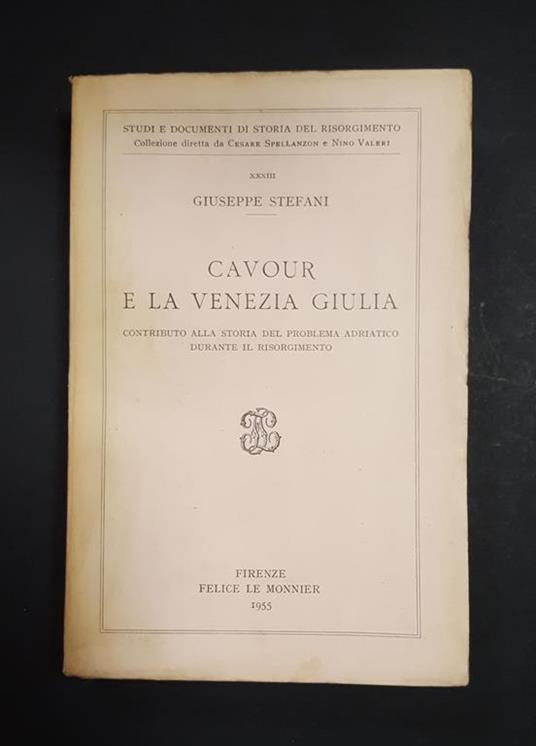 STUDI E DOCUMENTI DI STORIA DEL RISORGIMENTO
Collezione diretta da Cesare Spellanzon e Nino Valeri
XXXIII
GIUSEPPE STEFANI
CAVOUR
E LA VENEZIA GIULIA
CONTRIBUTO ALLA STORIA DEL PROBLEMA ADRIATICO
DURANTE IL RISORGIMENTO
FIRENZE
FELICE LE MONNIER
1955